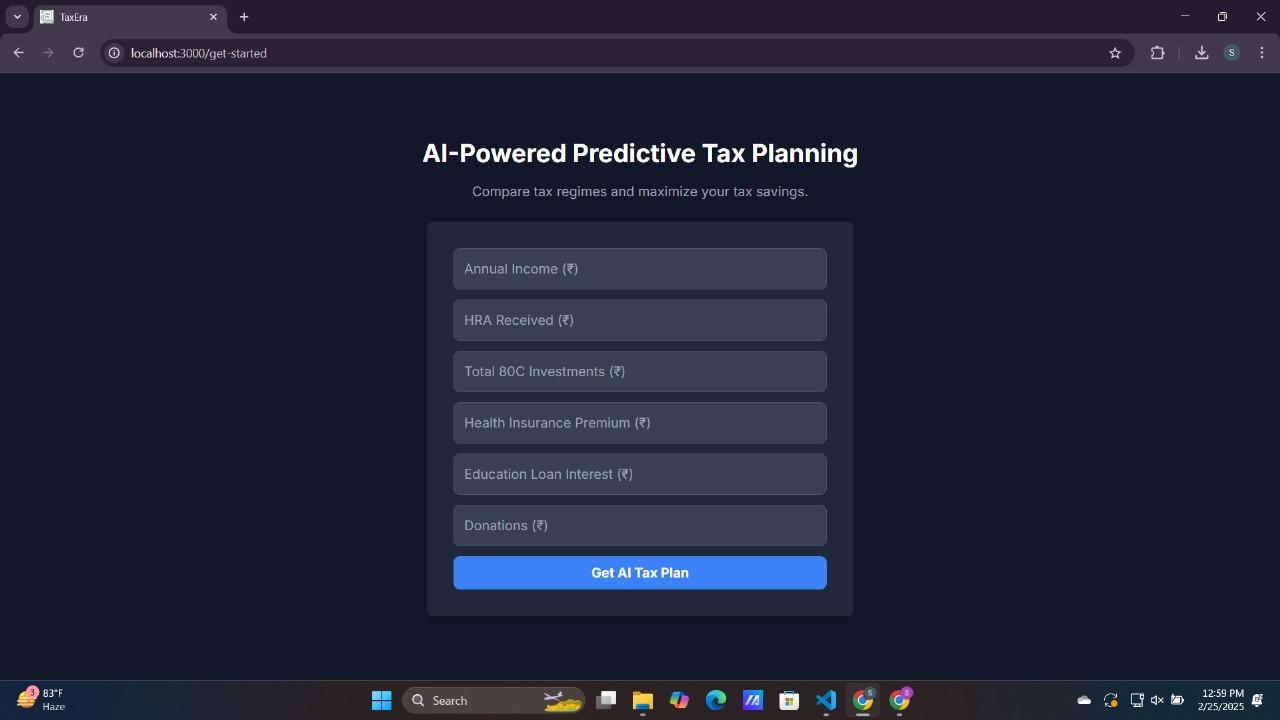 TaxEra
localhost:3000/get-started
S
AI-Powered Predictive Tax Planning
Compare tax regimes and maximize your tax savings.
Annual Income (₹)
HRA Received (₹)
Total 80C Investments (₹)
Health Insurance Premium (₹)
Education Loan Interest (₹)
Donations (₹)
Get AI Tax Plan
3
83°F
Haze
Search
S
S
12:59 PM
2/25/2025